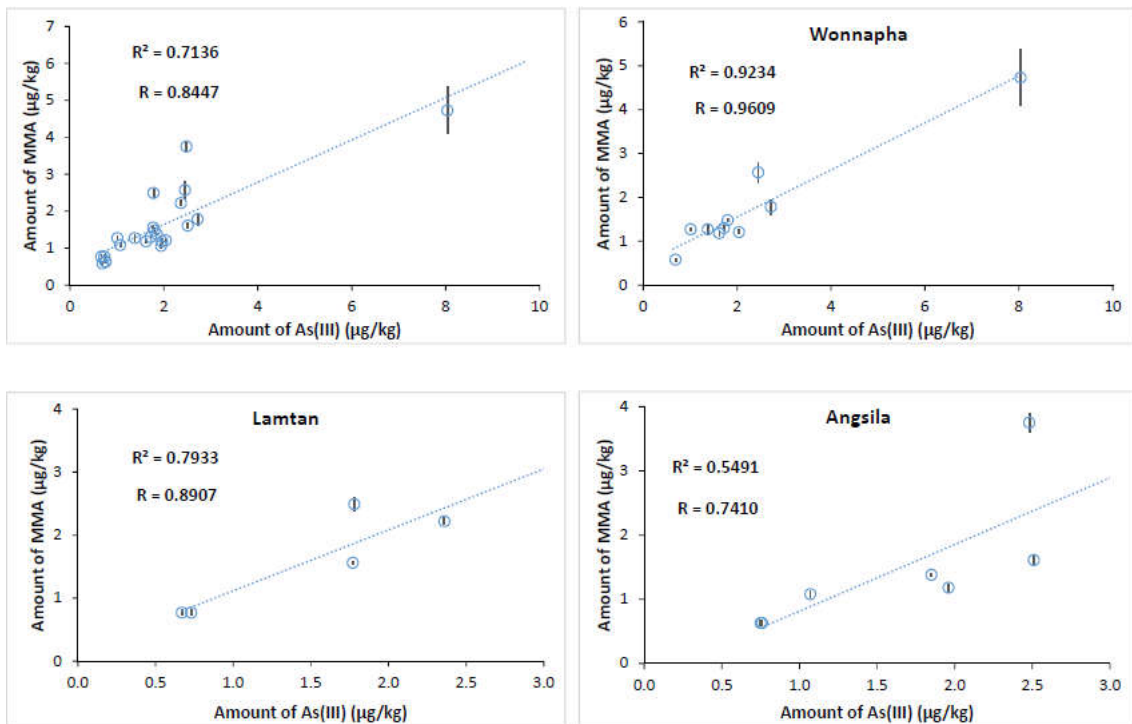 7
6
5
4
3
2
1
0
R² = 0.7136
R = 0.8447
0 2 4 6 8 10
Amount of MMA (µg/kg)
Amount of As(III) (µg/kg)
Wonnapha
6
5
4
3
2
1
0
R² = 0.9234
R = 0.9609
0 2 4 6 8 10
Amount of MMA (µg/kg)
Amount of As(III) (µg/kg)
Lamtan
4
3
2
1
0
R² = 0.7933
R = 0.8907
0.0 0.5 1.0 1.5 2.0 2.5 3.0
Amount of MMA (µg/kg)
Amount of As(III) (µg/kg)
Angsila
4
3
2
1
0
R² = 0.5491
R = 0.7410
0.0 0.5 1.0 1.5 2.0 2.5 3.0
Amount of MMA (µg/kg)
Amount of As(III) (µg/kg)